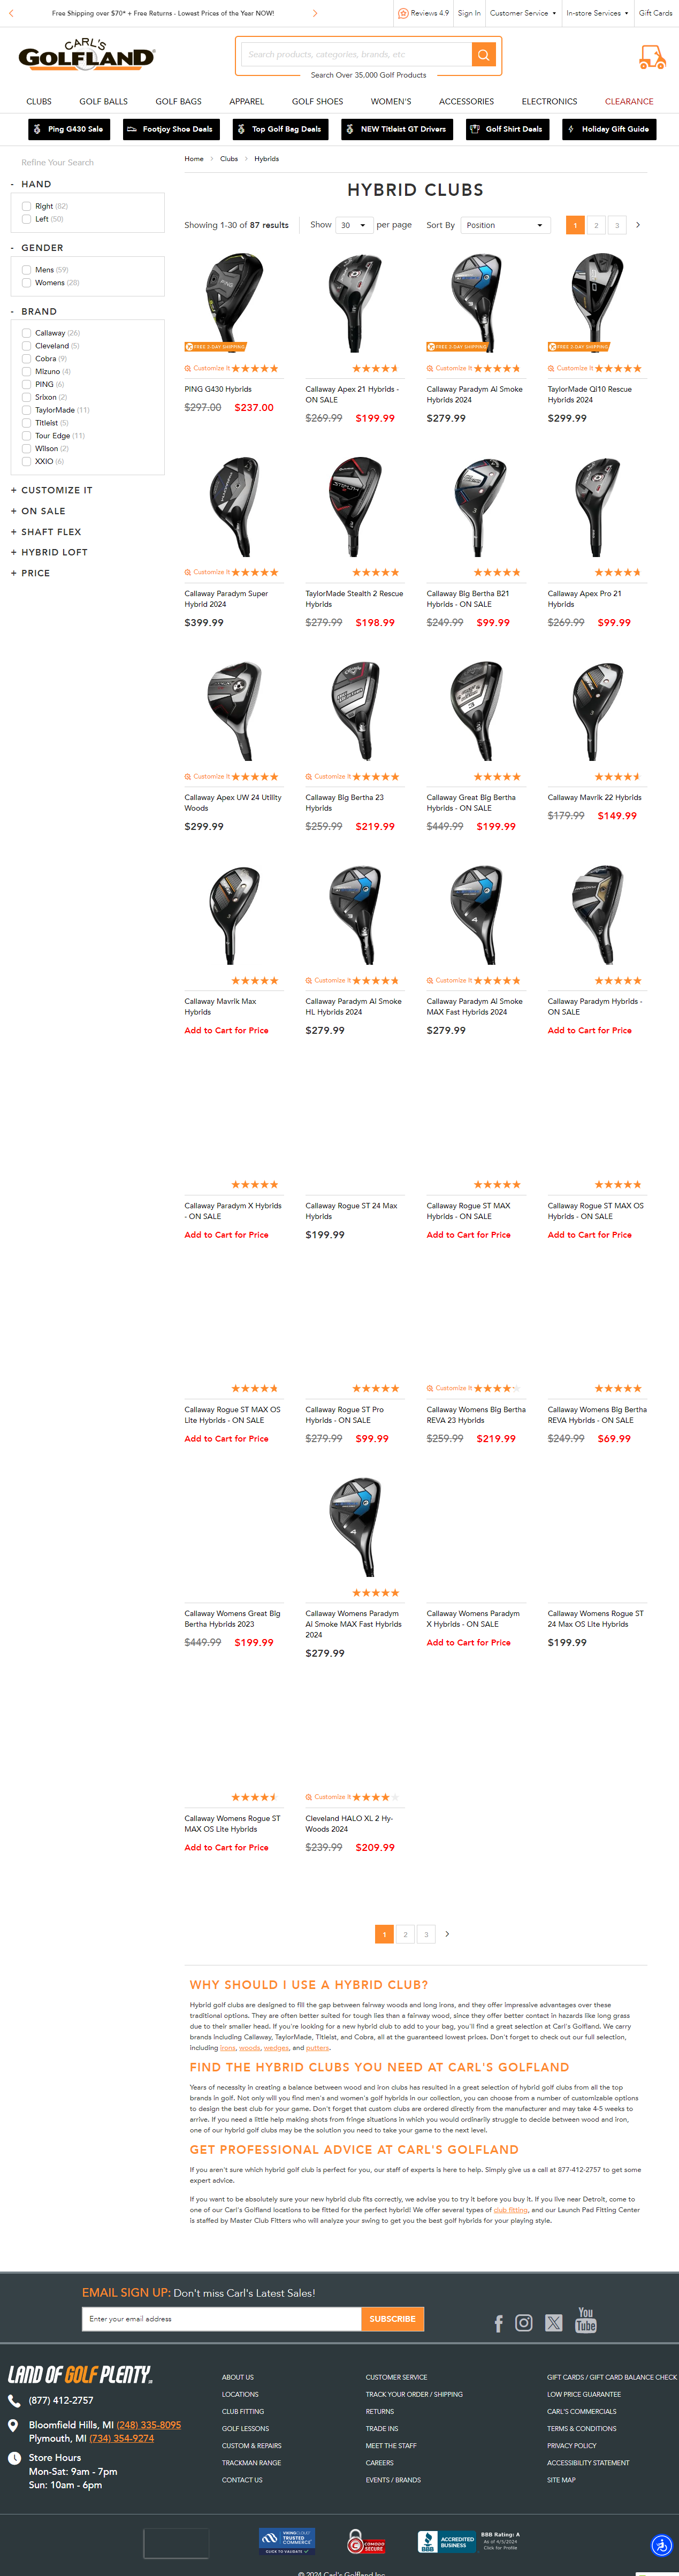 Free Shipping over $70* + Free Returns - Lowest Prices of the Year NOW!
Reviews 4.9
Sign In
Customer Service
In-store Services
Gift Cards
CARL'S
GOLFLAND
Search products, categories, brands, etc
Search Over 35,000 Golf Products
CLUBS
GOLF BALLS
GOLF BAGS
APPAREL
GOLF SHOES
WOMEN'S
ACCESSORIES
ELECTRONICS
CLEARANCE
Ping G430 Sale
Footjoy Shoe Deals
Top Golf Bag Deals
NEW Titleist GT Drivers
Golf Shirt Deals
Holiday Gift Guide
Home > Clubs > Hybrids
Refine Your Search
- HAND
Right (82)
Left (50)
- GENDER
Mens (59)
Womens (28)
- BRAND
Callaway (26)
Cleveland (5)
Cobra (9)
Mizuno (4)
PING (6)
Srixon (2)
TaylorMade (11)
Titleist (5)
Tour Edge (11)
Wilson (2)
XXIO (6)
+ CUSTOMIZE IT
+ ON SALE
+ SHAFT FLEX
+ HYBRID LOFT
+ PRICE
HYBRID CLUBS
Showing 1-30 of 87 results
Show 30 per page
Sort By Position
1 2 3
FREE 2-DAY SHIPPING
Customize It
PING G430 Hybrids
$297.00 $237.00
Callaway Apex 21 Hybrids -
ON SALE
$269.99 $199.99
FREE 2-DAY SHIPPING
Customize It
Callaway Paradym Ai Smoke
Hybrids 2024
$279.99
FREE 2-DAY SHIPPING
Customize It
TaylorMade Qi10 Rescue
Hybrids 2024
$299.99
Customize It
Callaway Paradym Super
Hybrid 2024
$399.99
TaylorMade Stealth 2 Rescue
Hybrids
$279.99 $198.99
Callaway Big Bertha B21
Hybrids - ON SALE
$249.99 $99.99
Callaway Apex Pro 21
Hybrids
$269.99 $99.99
Customize It
Callaway Apex UW 24 Utility
Woods
$299.99
Customize It
Callaway Big Bertha 23
Hybrids
$259.99 $219.99
Callaway Great Big Bertha
Hybrids - ON SALE
$449.99 $199.99
Callaway Mavrik 22 Hybrids
$179.99 $149.99
Callaway Mavrik Max
Hybrids
Add to Cart for Price
Customize It
Callaway Paradym Ai Smoke
HL Hybrids 2024
$279.99
Customize It
Callaway Paradym Ai Smoke
MAX Fast Hybrids 2024
$279.99
Callaway Paradym Hybrids -
ON SALE
Add to Cart for Price
Callaway Paradym X Hybrids
- ON SALE
Add to Cart for Price
Callaway Rogue ST 24 Max
Hybrids
$199.99
Callaway Rogue ST MAX
Hybrids - ON SALE
Add to Cart for Price
Callaway Rogue ST MAX OS
Hybrids - ON SALE
Add to Cart for Price
Callaway Rogue ST MAX OS
Lite Hybrids - ON SALE
Add to Cart for Price
Callaway Rogue ST Pro
Hybrids - ON SALE
$279.99 $99.99
Customize It
Callaway Womens Big Bertha
REVA 23 Hybrids
$259.99 $219.99
Callaway Womens Big Bertha
REVA Hybrids - ON SALE
$249.99 $69.99
Callaway Womens Great Big
Bertha Hybrids 2023
$449.99 $199.99
Callaway Womens Paradym
Ai Smoke MAX Fast Hybrids
2024
$279.99
Callaway Womens Paradym
X Hybrids - ON SALE
Add to Cart for Price
Callaway Womens Rogue ST
24 Max OS Lite Hybrids
$199.99
Callaway Womens Rogue ST
MAX OS Lite Hybrids
Add to Cart for Price
Customize It
Cleveland HALO XL 2 Hy-
Woods 2024
$239.99 $209.99
1 2 3
WHY SHOULD I USE A HYBRID CLUB?
Hybrid golf clubs are designed to fill the gap between fairway woods and long irons, and they offer impressive advantages over these
traditional options. They are often better suited for tough lies than a fairway wood, since they offer better contact in hazards like long grass
due to their smaller head. If you're looking for a new hybrid club to add to your bag, you'll find a great selection at Carl's Golfland. We carry
brands including Callaway, TaylorMade, Titleist, and Cobra, all at the guaranteed lowest prices. Don't forget to check out our full selection,
including irons, woods, wedges, and putters.
FIND THE HYBRID CLUBS YOU NEED AT CARL'S GOLFLAND
Years of necessity in creating a balance between wood and iron clubs has resulted in a great selection of hybrid golf clubs from all the top
brands in golf. Not only will you find men's and women's golf hybrids in our collection, you can choose from a number of customizable options
to design the best club for your game. Don't forget that custom clubs are ordered directly from the manufacturer and may take 4-5 weeks to
arrive. If you need a little help making shots from fringe situations in which you would ordinarily struggle to decide between wood and iron,
one of our hybrid golf clubs may be the solution you need to take your game to the next level.
GET PROFESSIONAL ADVICE AT CARL'S GOLFLAND
If you aren't sure which hybrid golf club is perfect for you, our staff of experts is here to help. Simply give us a call at 877-412-2757 to get some
expert advice.
If you want to be absolutely sure your new hybrid club fits correctly, we advise you to try it before you buy it. If you live near Detroit, come to
one of our Carl's Golfland locations to be fitted for the perfect hybrid! We offer several types of club fitting, and our Launch Pad Fitting Center
is staffed by Master Club Fitters who will analyze your swing to get you the best golf hybrids for your playing style.
EMAIL SIGN UP: Don't miss Carl's Latest Sales!
Enter your email address
SUBSCRIBE
You
Tube
LAND OF GOLF PLENTY
(877) 412-2757
Bloomfield Hills, MI (248) 335-8095
Plymouth, MI (734) 354-9274
Store Hours
Mon-Sat: 9am - 7pm
Sun: 10am - 6pm
ABOUT US
LOCATIONS
CLUB FITTING
GOLF LESSONS
CUSTOM & REPAIRS
TRACKMAN RANGE
CONTACT US
CUSTOMER SERVICE
TRACK YOUR ORDER / SHIPPING
RETURNS
TRADE INS
MEET THE STAFF
CAREERS
EVENTS / BRANDS
GIFT CARDS / GIFT CARD BALANCE CHECK
LOW PRICE GUARANTEE
CARL'S COMMERCIALS
TERMS & CONDITIONS
PRIVACY POLICY
ACCESSIBILITY STATEMENT
SITE MAP
VIKINGCLOUD
TRUSTED
COMMERCE
CLICK TO VALIDATE
COMODO
SECURE
BBB
ACCREDITED
BUSINESS
BBB Rating: A
As of 4/5/2024
Click for Profile
© 2024 Carl's Golfland Inc.